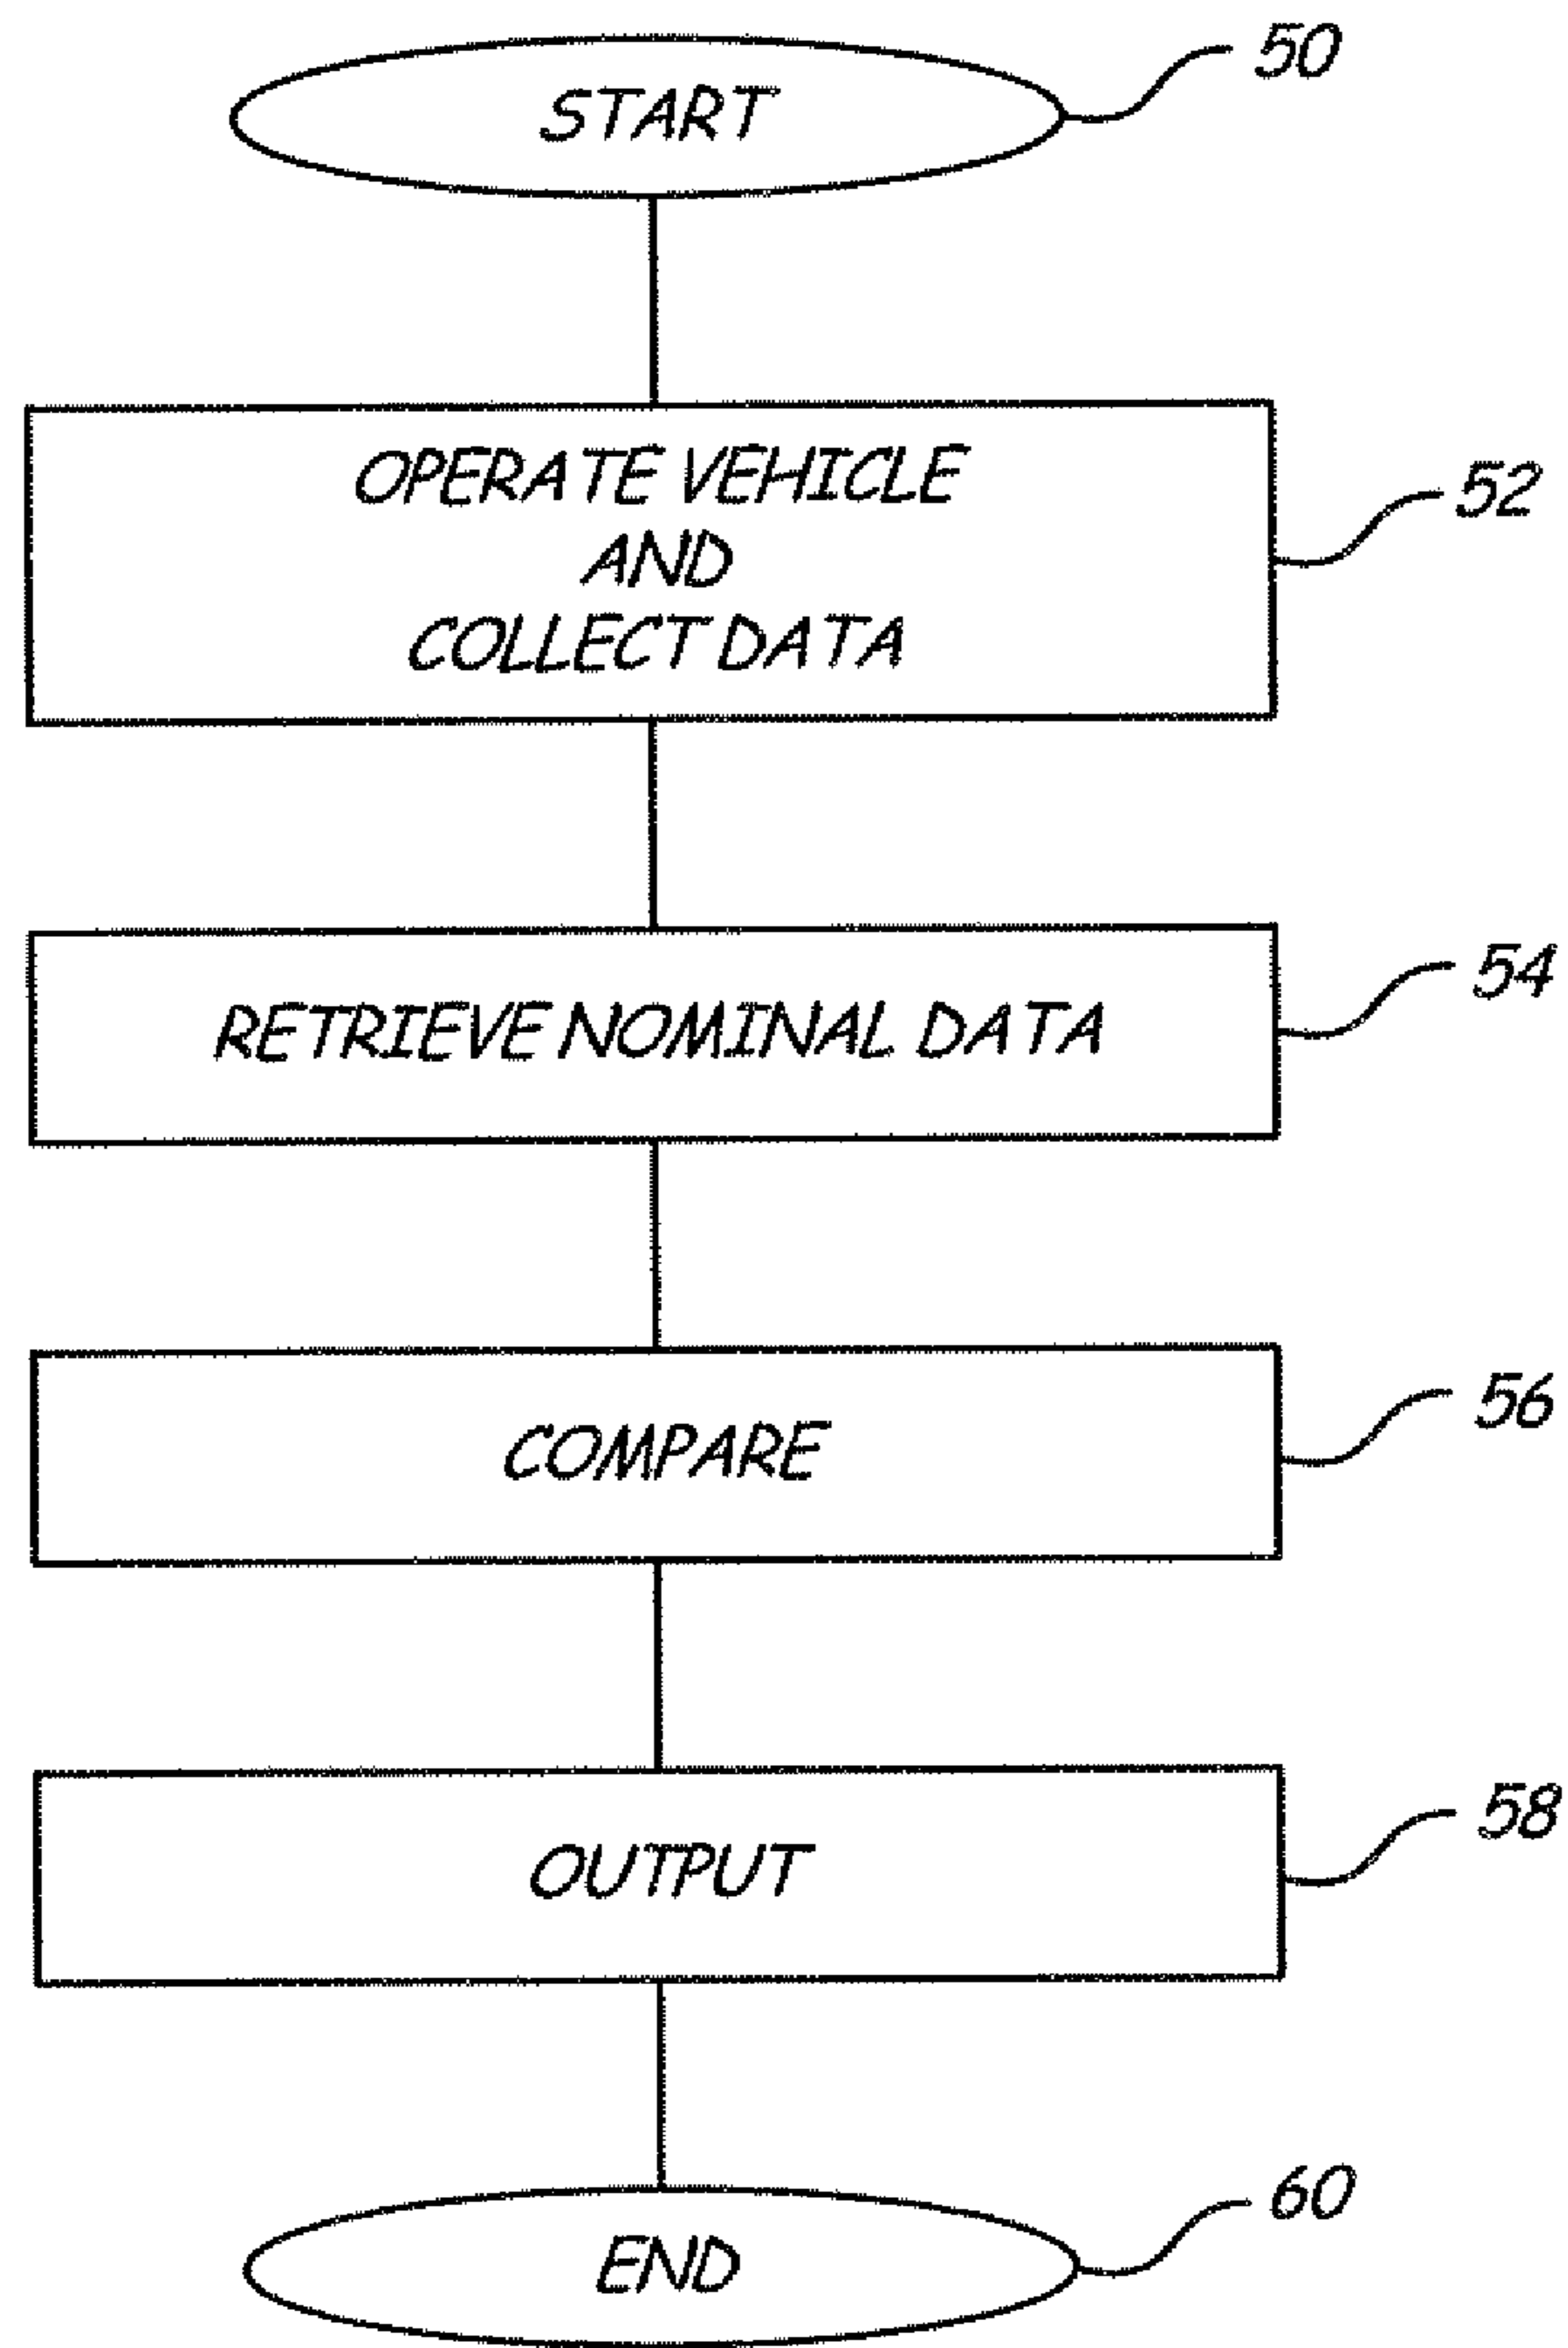 START
50
OPERATE VEHICLE
AND
COLLECT DATA
52
RETRIEVE NOMINAL DATA
54
COMPARE
56
OUTPUT
58
END
60